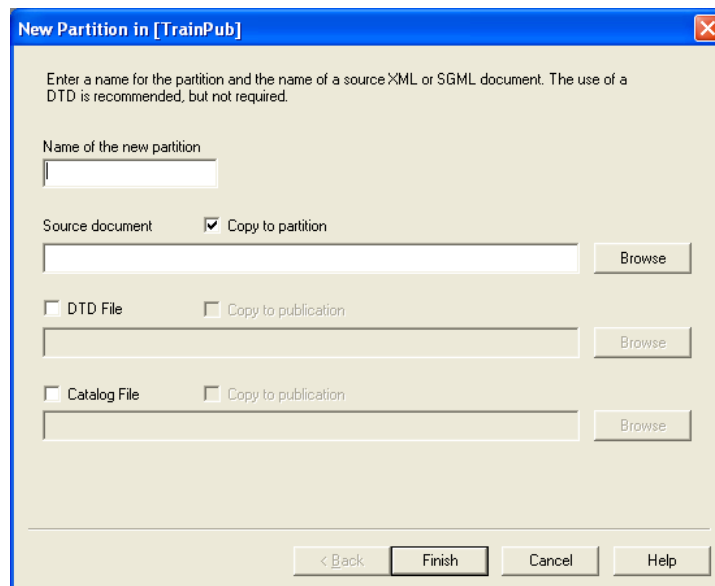 New Partition in [TrainPub]
Enter a name for the partition and the name of a source XML or SGML document. The use of a
DTD is recommended, but not required.
Name of the new partition
Source document Copy to partition
Browse
DTD File Copy to publication
Browse
Catalog File Copy to publication
Browse
< Back Finish Cancel Help